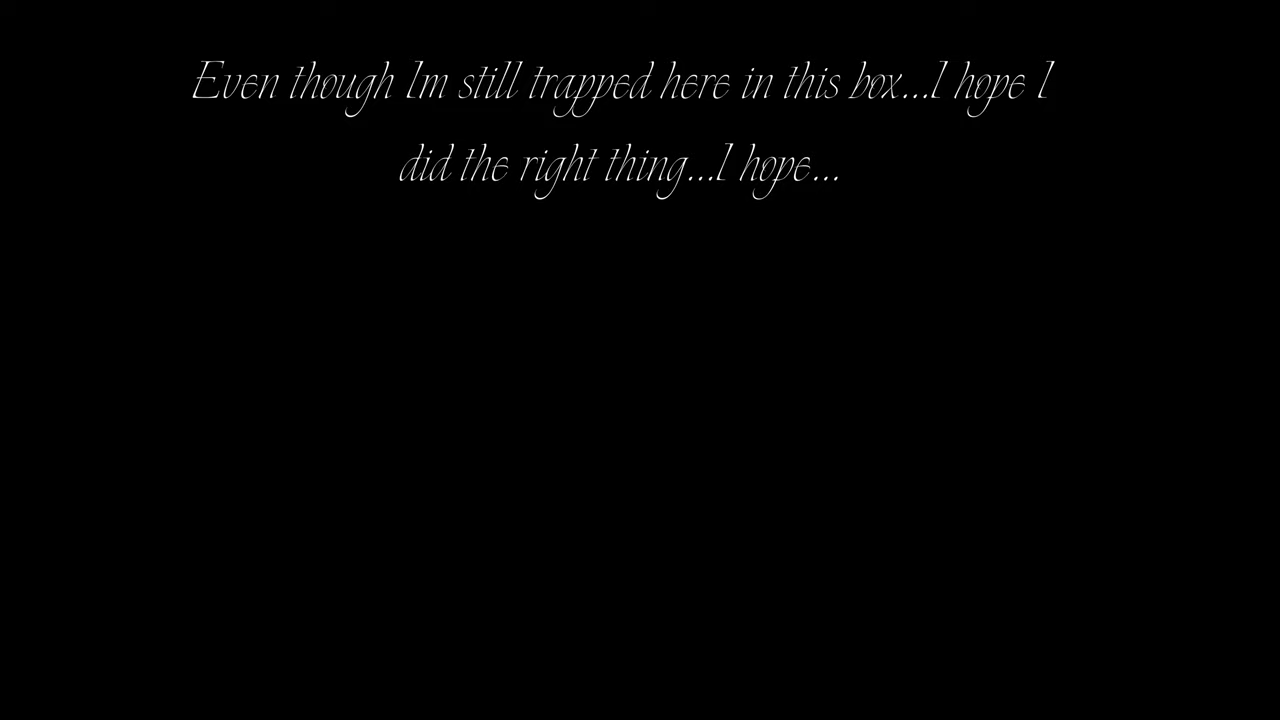 Even though Im still trapped here in this box...I hope I
did the right thing...I hope...